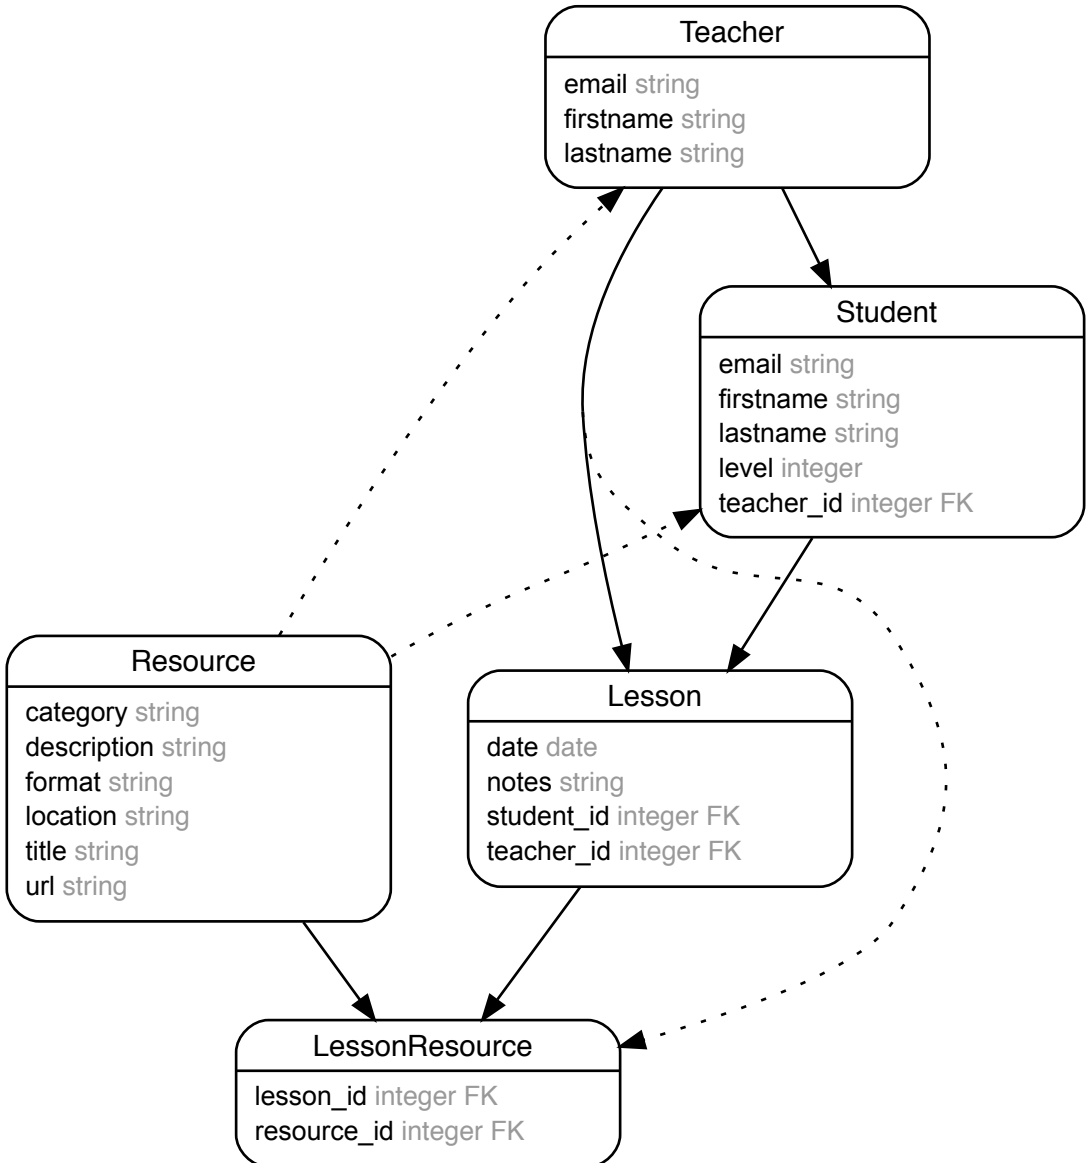 Teacher
email string
firstname string
lastname string
Student
email string
firstname string
lastname string
level integer
teacher_id integer FK
Resource
category string
description string
format string
location string
title string
url string
Lesson
date date
notes string
student_id integer FK
teacher_id integer FK
LessonResource
lesson_id integer FK
resource_id integer FK